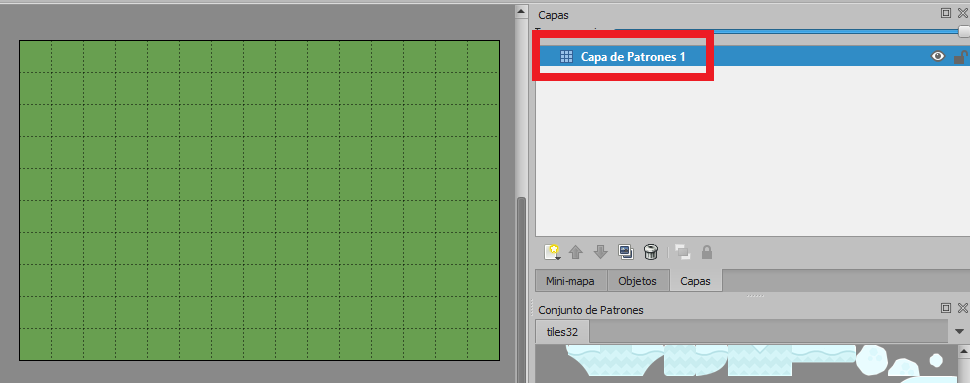 Capas
Capa de Patrones 1
Mini-mapa
Objetos
Capas
Conjunto de Patrones
tiles32